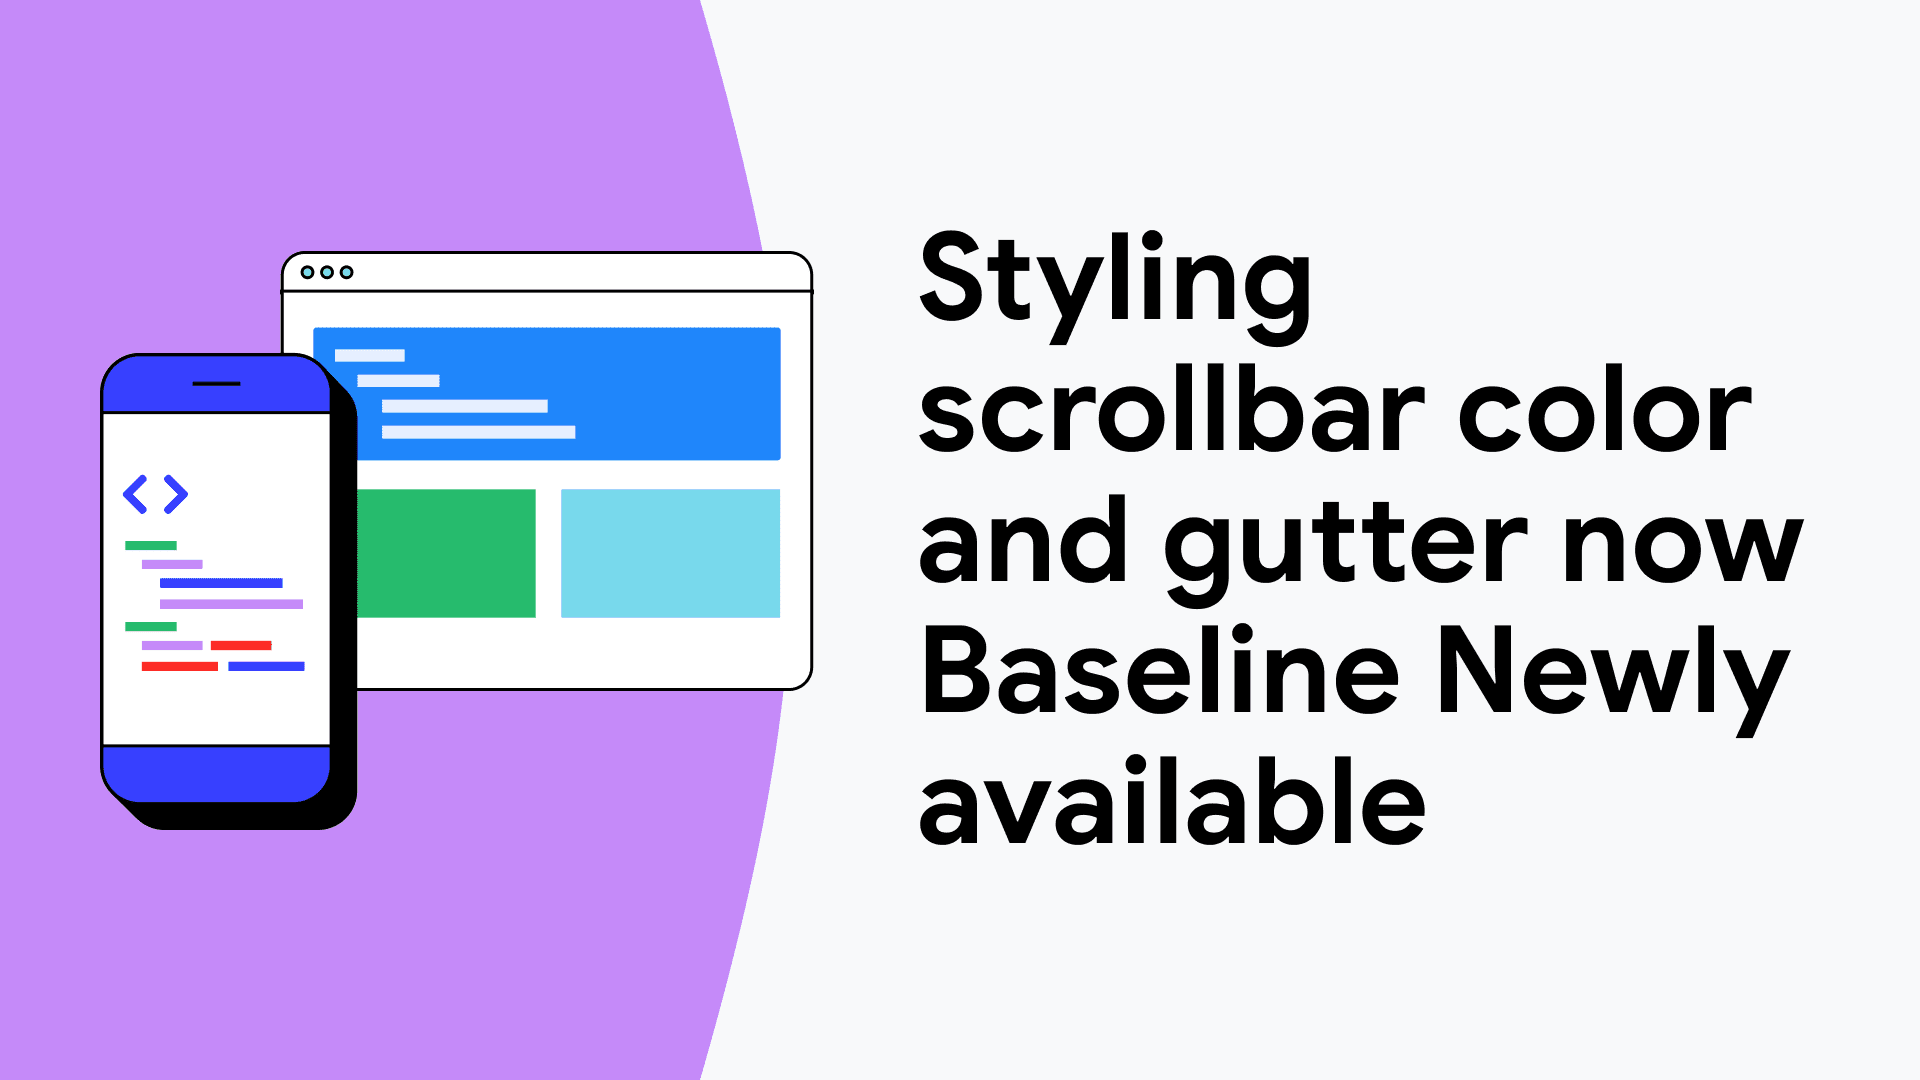 Styling
scrollbar color
and gutter now
Baseline Newly
available